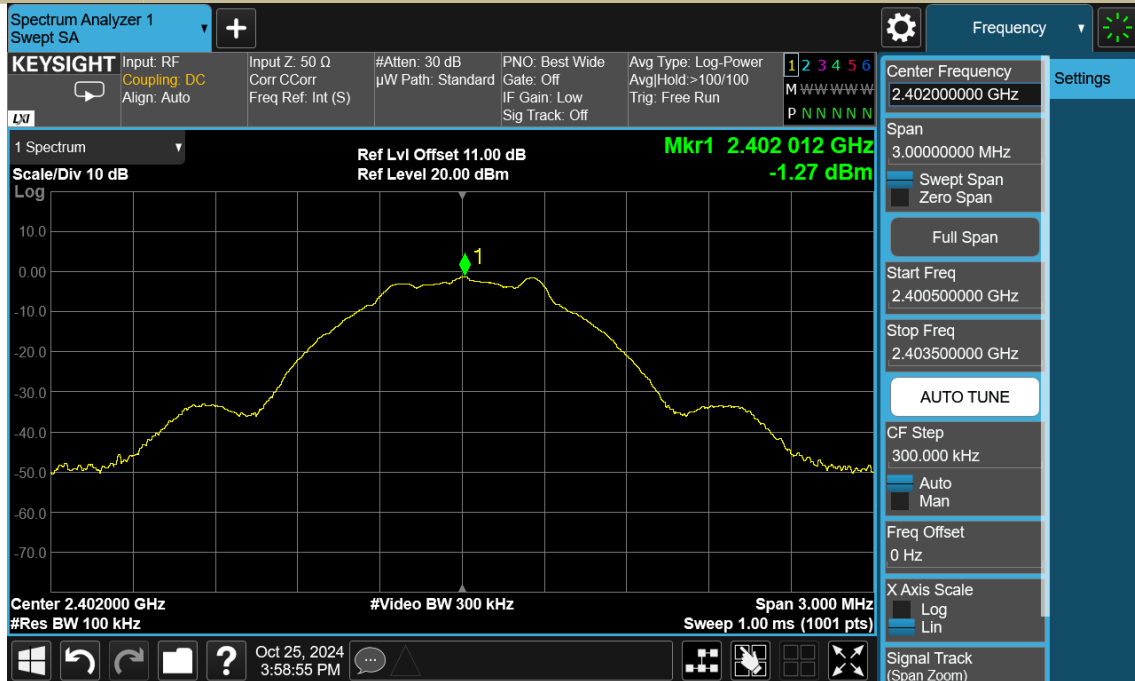 Spectrum Analyzer 1
Swept SA
Frequency
KEYSIGHT
LXI
Input: RF
Coupling: DC
Align: Auto
Input Z: 50 Ω
Corr CCorr
Freq Ref: Int (S)
#Atten: 30 dB
µW Path: Standard
PNO: Best Wide
Gate: Off
IF Gain: Low
Sig Track: Off
Avg Type: Log-Power
Avg|Hold:>100/100
Trig: Free Run
1 2 3 4 5 6
M W W W W W
P N N N N N
1 Spectrum
Scale/Div 10 dB
Ref Lvl Offset 11.00 dB
Ref Level 20.00 dBm
Mkr1 2.402 012 GHz
-1.27 dBm
Log
10.0
0.00
-10.0
-20.0
-30.0
-40.0
-50.0
-60.0
-70.0
1
Center 2.402000 GHz
#Res BW 100 kHz
#Video BW 300 kHz
Span 3.000 MHz
Sweep 1.00 ms (1001 pts)
?
Oct 25, 2024
3:58:55 PM
Center Frequency
2.402000000 GHz
Span
3.00000000 MHz
Swept Span
Zero Span
Full Span
Start Freq
2.400500000 GHz
Stop Freq
2.403500000 GHz
AUTO TUNE
CF Step
300.000 kHz
Auto
Man
Freq Offset
0 Hz
X Axis Scale
Log
Lin
Signal Track
(Span Zoom)
Settings